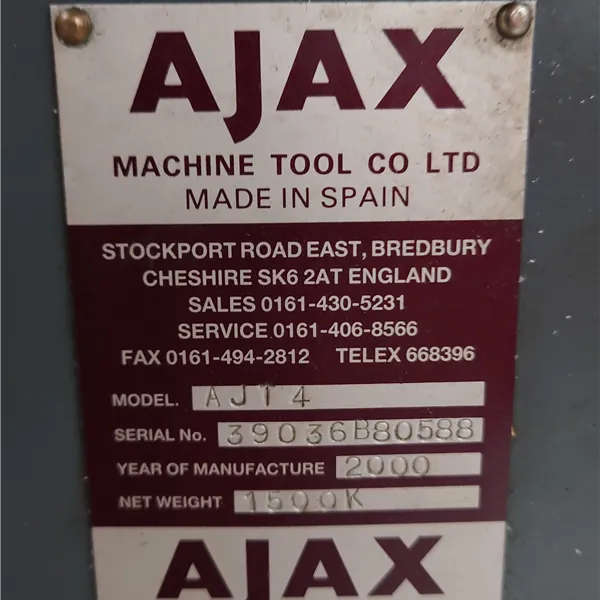 AJAX
MACHINE TOOL CO LTD
MADE IN SPAIN
STOCKPORT ROAD EAST, BREDBURY
CHESHIRE SK6 2AT ENGLAND
SALES 0161-430-5231
SERVICE 0161-406-8566
FAX 0161-494-2812 TELEX 668396
MODEL. AJT4
SERIAL No. 39036B80588
YEAR OF MANUFACTURE 2000
NET WEIGHT 1500K
AJAX